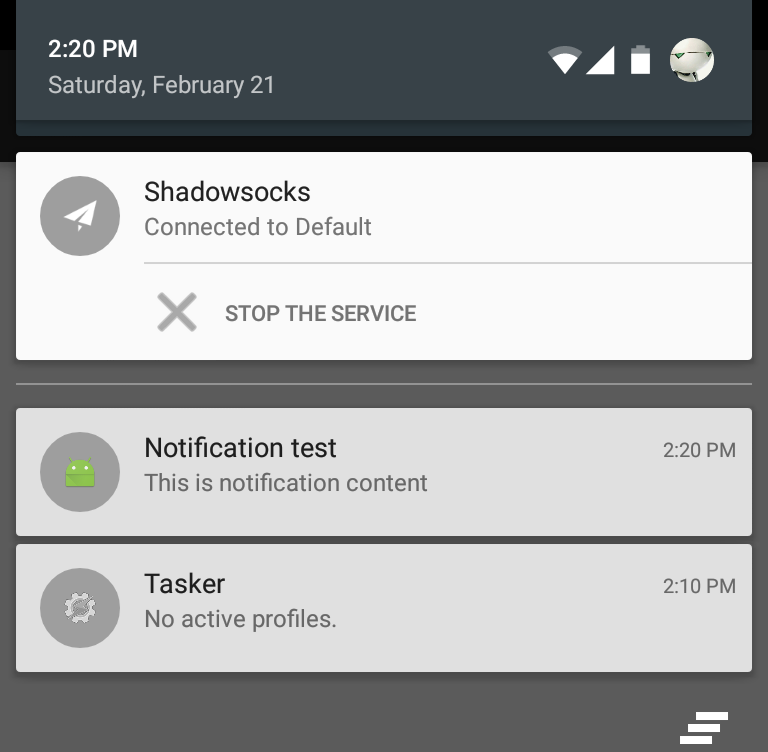 2:20 PM
Saturday, February 21
Shadowsocks
Connected to Default
STOP THE SERVICE
Notification test
2:20 PM
This is notification content
Tasker
2:10 PM
No active profiles.